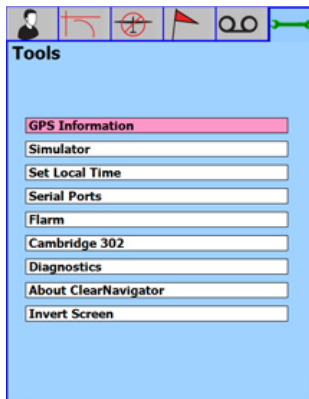 Tools
GPS Information
Simulator
Set Local Time
Serial Ports
Flarm
Cambridge 302
Diagnostics
About ClearNavigator
Invert Screen